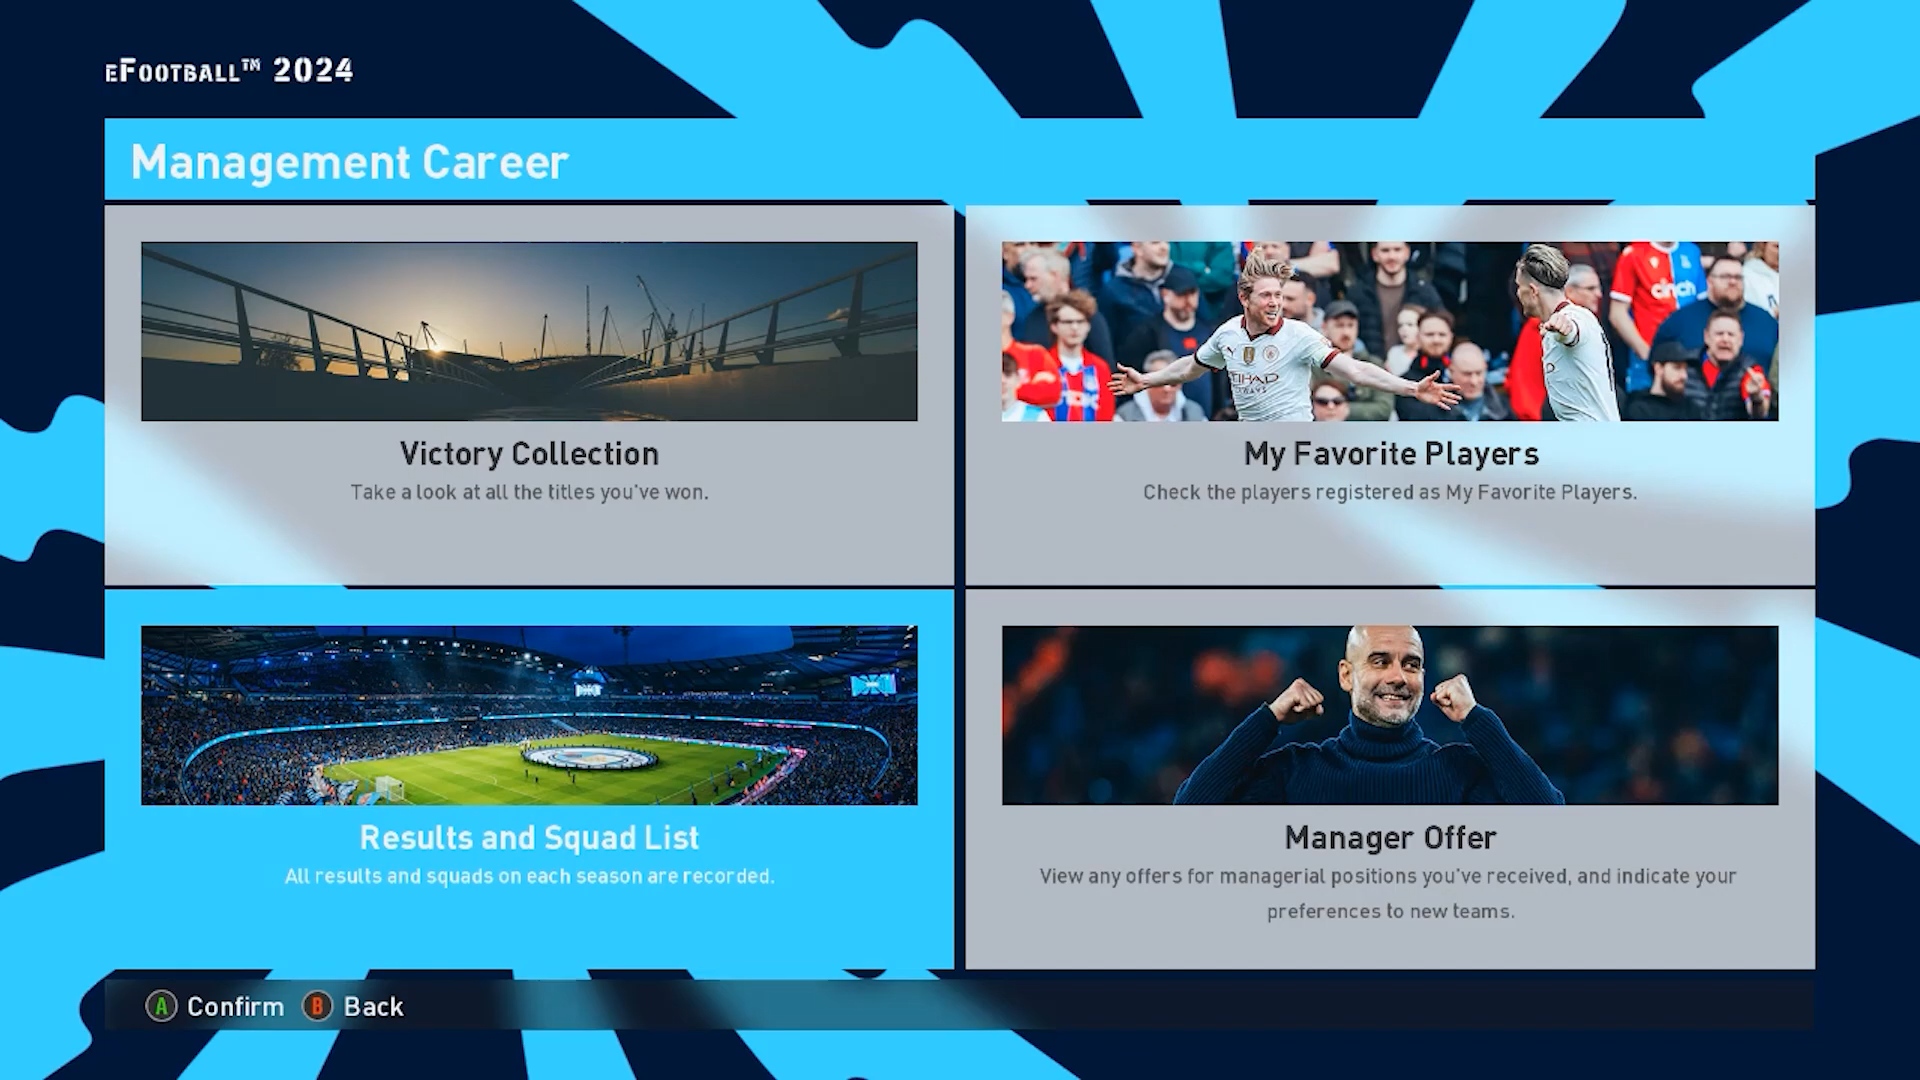 eFootball™ 2024
Management Career
Victory Collection
Take a look at all the titles you've won.
cinch
ETIHAD
AIRWAYS
My Favorite Players
Check the players registered as My Favorite Players.
Results and Squad List
All results and squads on each season are recorded.
Manager Offer
View any offers for managerial positions you've received, and indicate your
preferences to new teams.
A Confirm B Back